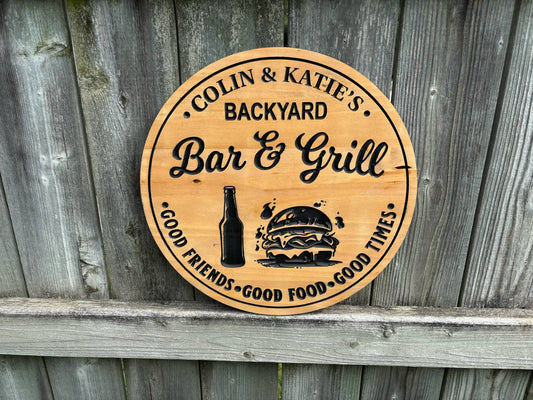 • COLIN & KATIE'S •
BACKYARD
Bar & Grill
•GOOD FRIENDS•GOOD FOOD•GOOD TIMES•